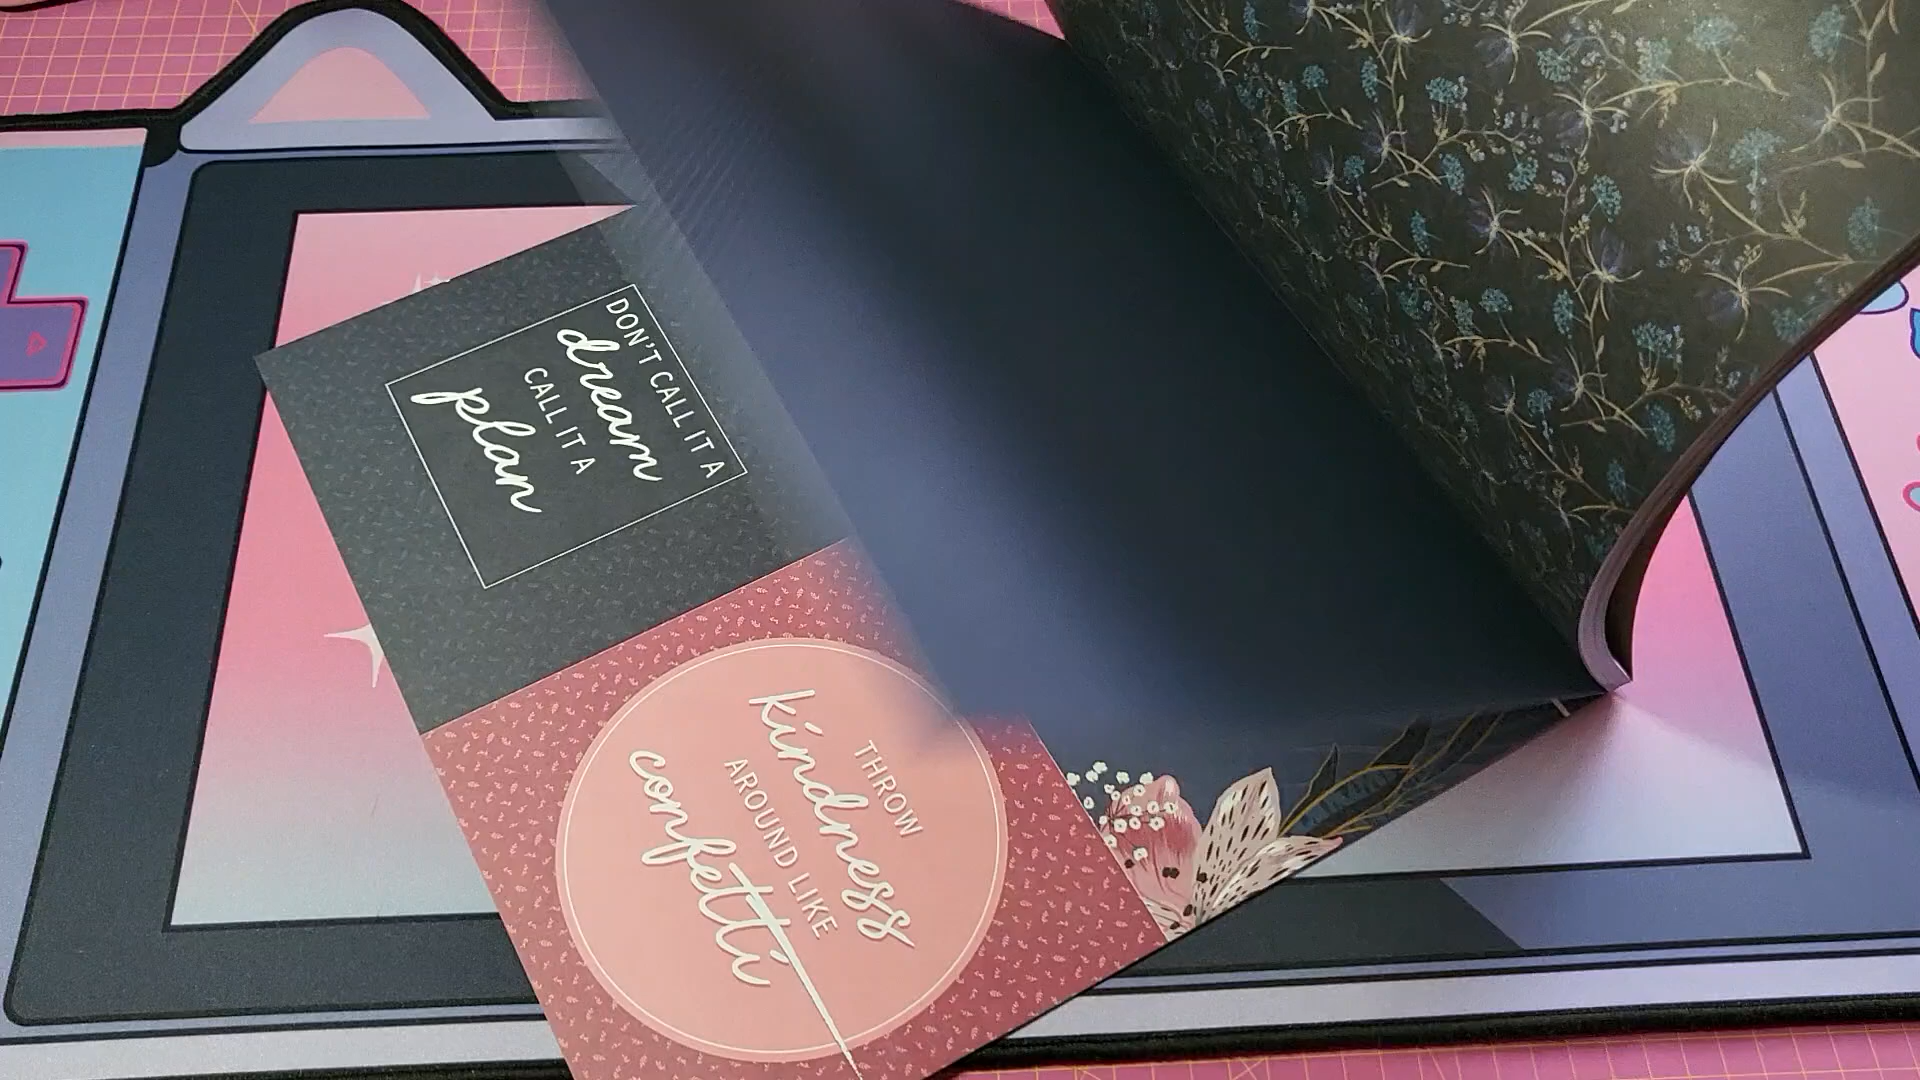 DON'T CALL IT A
dream
CALL IT A
plan
THROW
kindness
AROUND LIKE
confetti